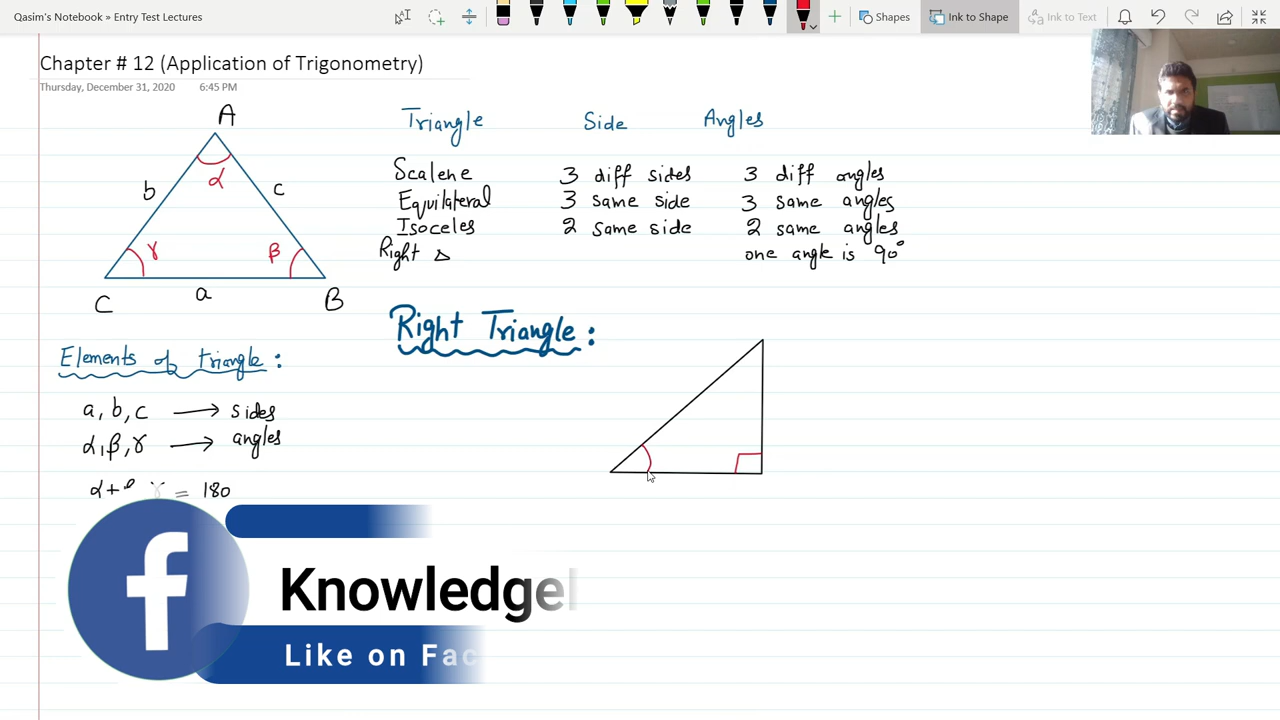 Qasim's Notebook » Entry Test Lectures
Shapes
Ink to Shape
Ink to Text
Chapter # 12 (Application of Trigonometry)
Thursday, December 31, 2020 6:45 PM
A
α
b
c
γ
β
C
a
B
Triangle Side Angles
Scalene 3 diff sides 3 diff angles
Equilateral 3 same side 3 same angles
Isoceles 2 same side 2 same angles
Right △ one angle is 90°
Right Triangle:
Elements of triangle:
a, b, c → sides
α, β, γ → angles
α + = 180
Knowledge
Like on Fac